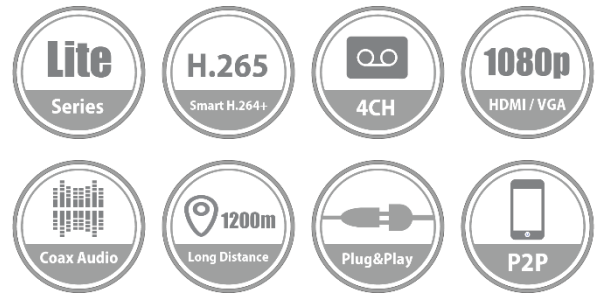 Lite
Series
H.265
Smart H.264+
4CH
1080p
HDMI / VGA
Coax Audio
1200m
Long Distance
Plug&Play
P2P